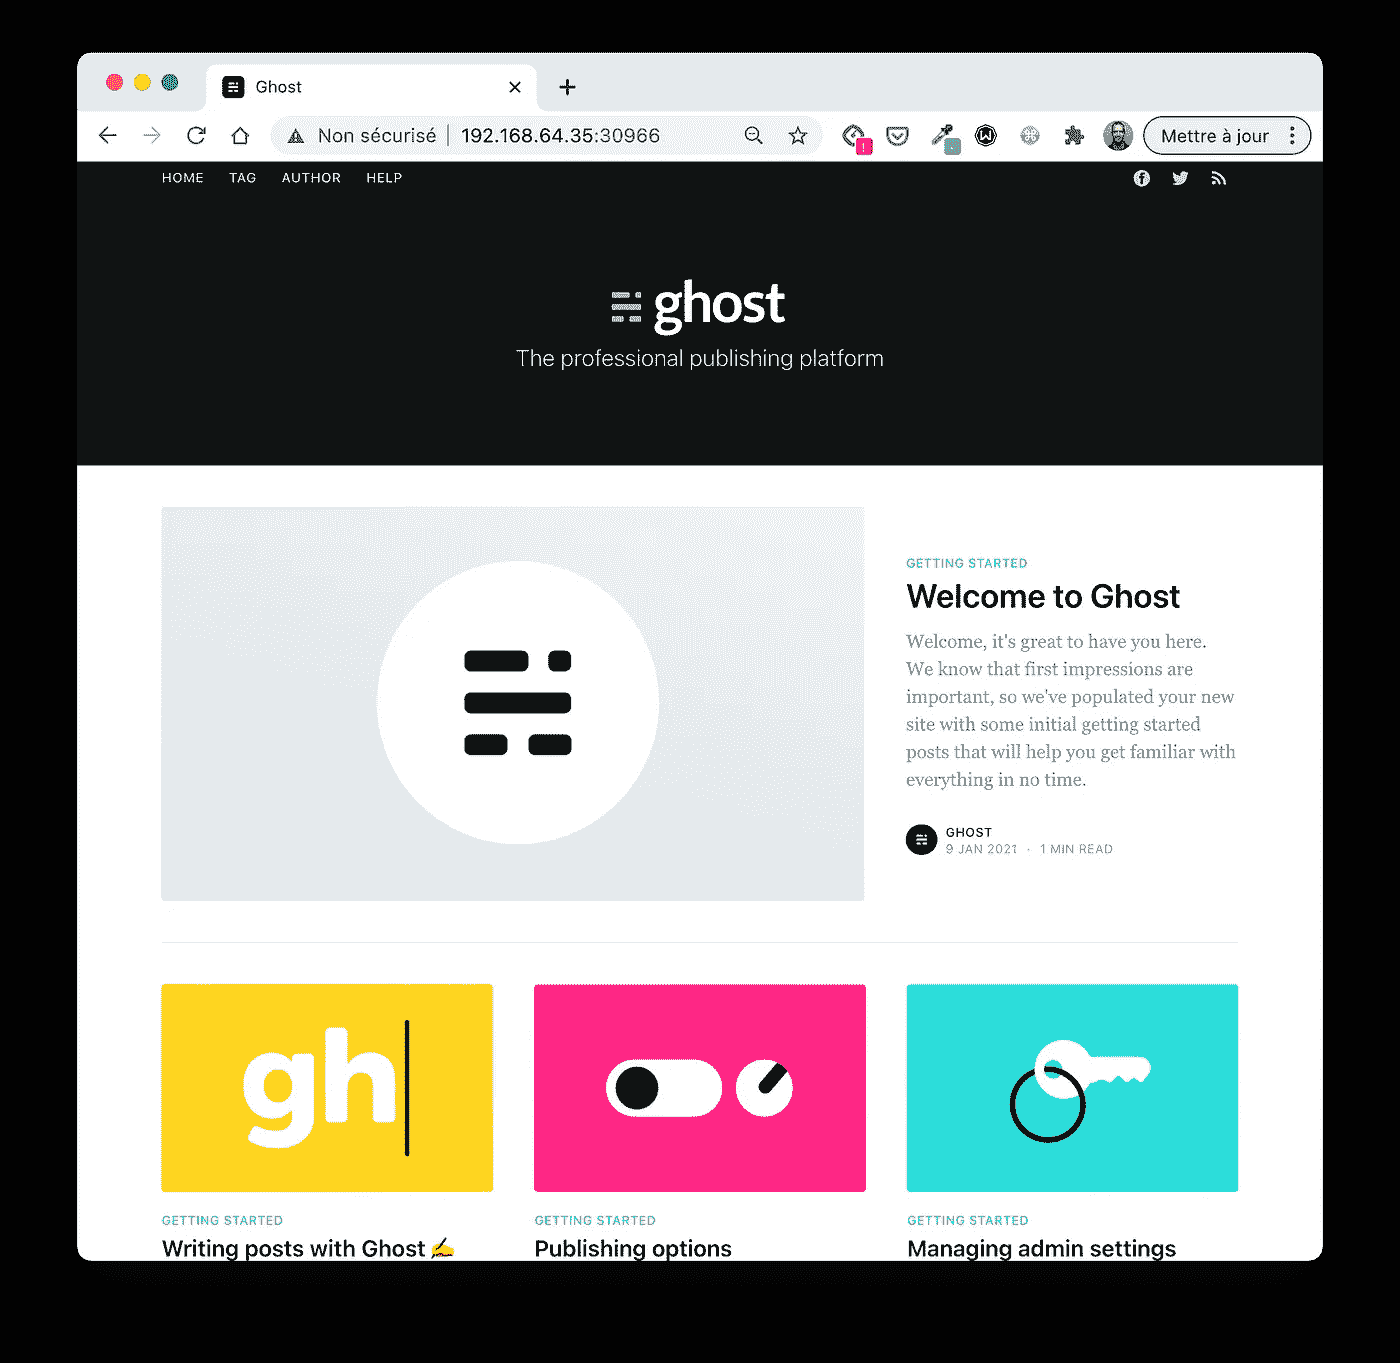 Ghost
Non sécurisé 192.168.64.35:30966
Mettre à jour
HOME TAG AUTHOR HELP
ghost
The professional publishing platform
GETTING STARTED
Welcome to Ghost
Welcome, it's great to have you here.
We know that first impressions are
important, so we've populated your new
site with some initial getting started
posts that will help you get familiar with
everything in no time.
GHOST
9 JAN 2021 · 1 MIN READ
gh
GETTING STARTED
Writing posts with Ghost ✍️
GETTING STARTED
Publishing options
GETTING STARTED
Managing admin settings